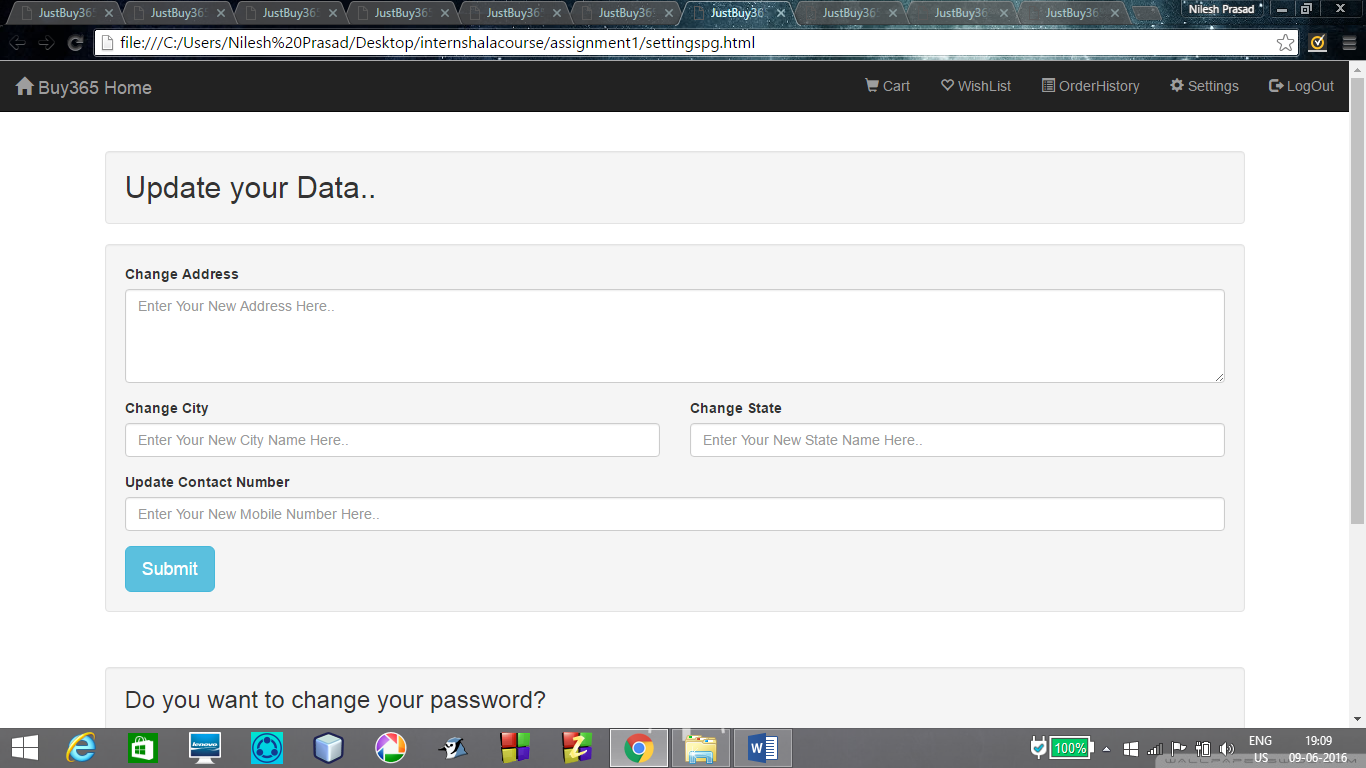 JustBuy365 JustBuy365 JustBuy365 JustBuy365 JustBuy365 JustBuy365 JustBuy365 JustBuy365 JustBuy365 JustBuy365 Nilesh Prasad
file:///C:/Users/Nilesh%20Prasad/Desktop/internshalacourse/assignment1/settingspg.html
Buy365 Home Cart WishList OrderHistory Settings LogOut
Update your Data..
Change Address
Enter Your New Address Here..
Change City Change State
Enter Your New City Name Here.. Enter Your New State Name Here..
Update Contact Number
Enter Your New Mobile Number Here..
Submit
Do you want to change your password?
lenovo 100% ENG 19:09
US 09-06-2016